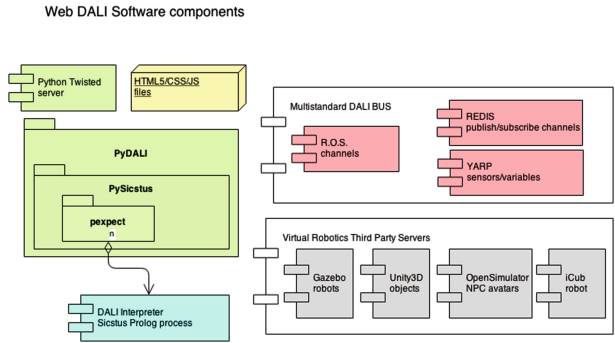 Web DALI Software components
Python Twisted
server
HTML5/CSS/JS
files
PyDALI
PySicstus
pexpect
n
DALI Interpreter
Sicstus Prolog process
Multistandard DALI BUS
R.O.S.
channels
REDIS
publish/subscribe channels
YARP
sensors/variables
Virtual Robotics Third Party Servers
Gazebo
robots
Unity3D
objects
OpenSimulator
NPC avatars
iCub
robot